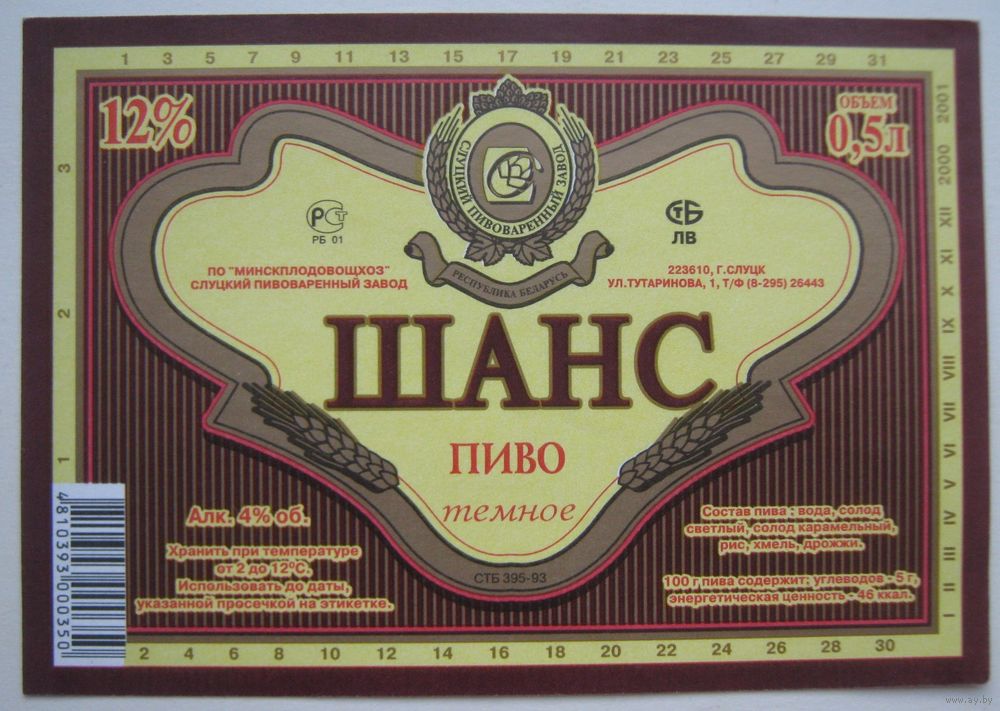 1 3 5 7 9 11 13 15 17 19 21 23 25 27 29 31
12%
ОБЪЕМ
0,5 Л
СЛУЦКИЙ ПИВОВАРЕННЫЙ ЗАВОД
РЕСПУБЛИКА БЕЛАРУСЬ
РСТ
РБ 01
СТБ
ЛВ
ПО "МИНСКПЛОДОВОЩХОЗ"
СЛУЦКИЙ ПИВОВАРЕННЫЙ ЗАВОД
223610, Г.СЛУЦК
УЛ.ТУТАРИНОВА, 1, Т/Ф (8-295) 26443
ШАНС
ПИВО
темное
СТБ 395-93
Алк. 4% об.
Хранить при температуре
от 2 до 12°С.
Использовать до даты,
указанной просечкой на этикетке.
Состав пива : вода, солод
светлый, солод карамельный,
рис, хмель, дрожжи.
100 г пива содержит: углеводов - 5 г,
энергетическая ценность - 46 ккал.
1 2 3
I II III IV V VI VII VIII IX X XI XII 2000 2001
4810393000350
2 4 6 8 10 12 14 16 18 20 22 24 26 28 30
www.ay.by